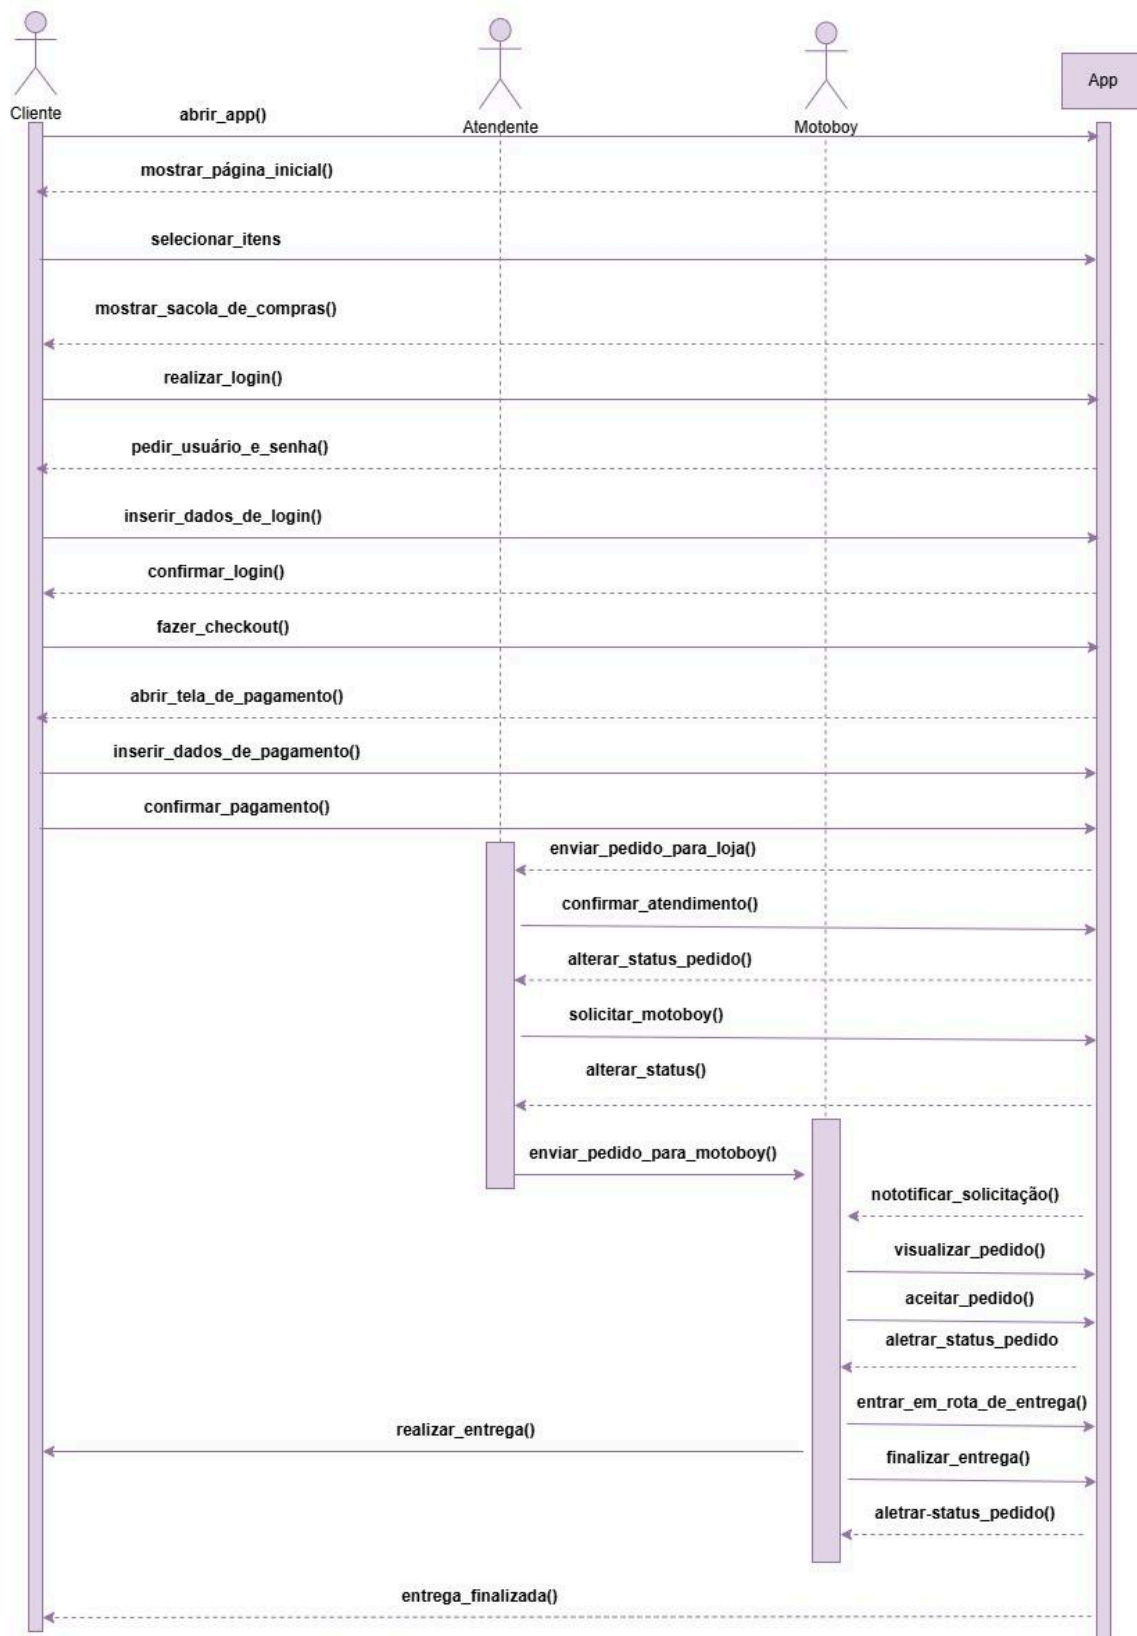 App
Cliente
Atendente
Motoboy
abrir_app()
mostrar_página_inicial()
selecionar_itens
mostrar_sacola_de_compras()
realizar_login()
pedir_usuário_e_senha()
inserir_dados_de_login()
confirmar_login()
fazer_checkout()
abrir_tela_de_pagamento()
inserir_dados_de_pagamento()
confirmar_pagamento()
enviar_pedido_para_loja()
confirmar_atendimento()
alterar_status_pedido()
solicitar_motoboy()
alterar_status()
enviar_pedido_para_motoboy()
nototificar_solicitação()
visualizar_pedido()
aceitar_pedido()
aletrar_status_pedido
entrar_em_rota_de_entrega()
realizar_entrega()
finalizar_entrega()
aletrar-status_pedido()
entrega_finalizada()